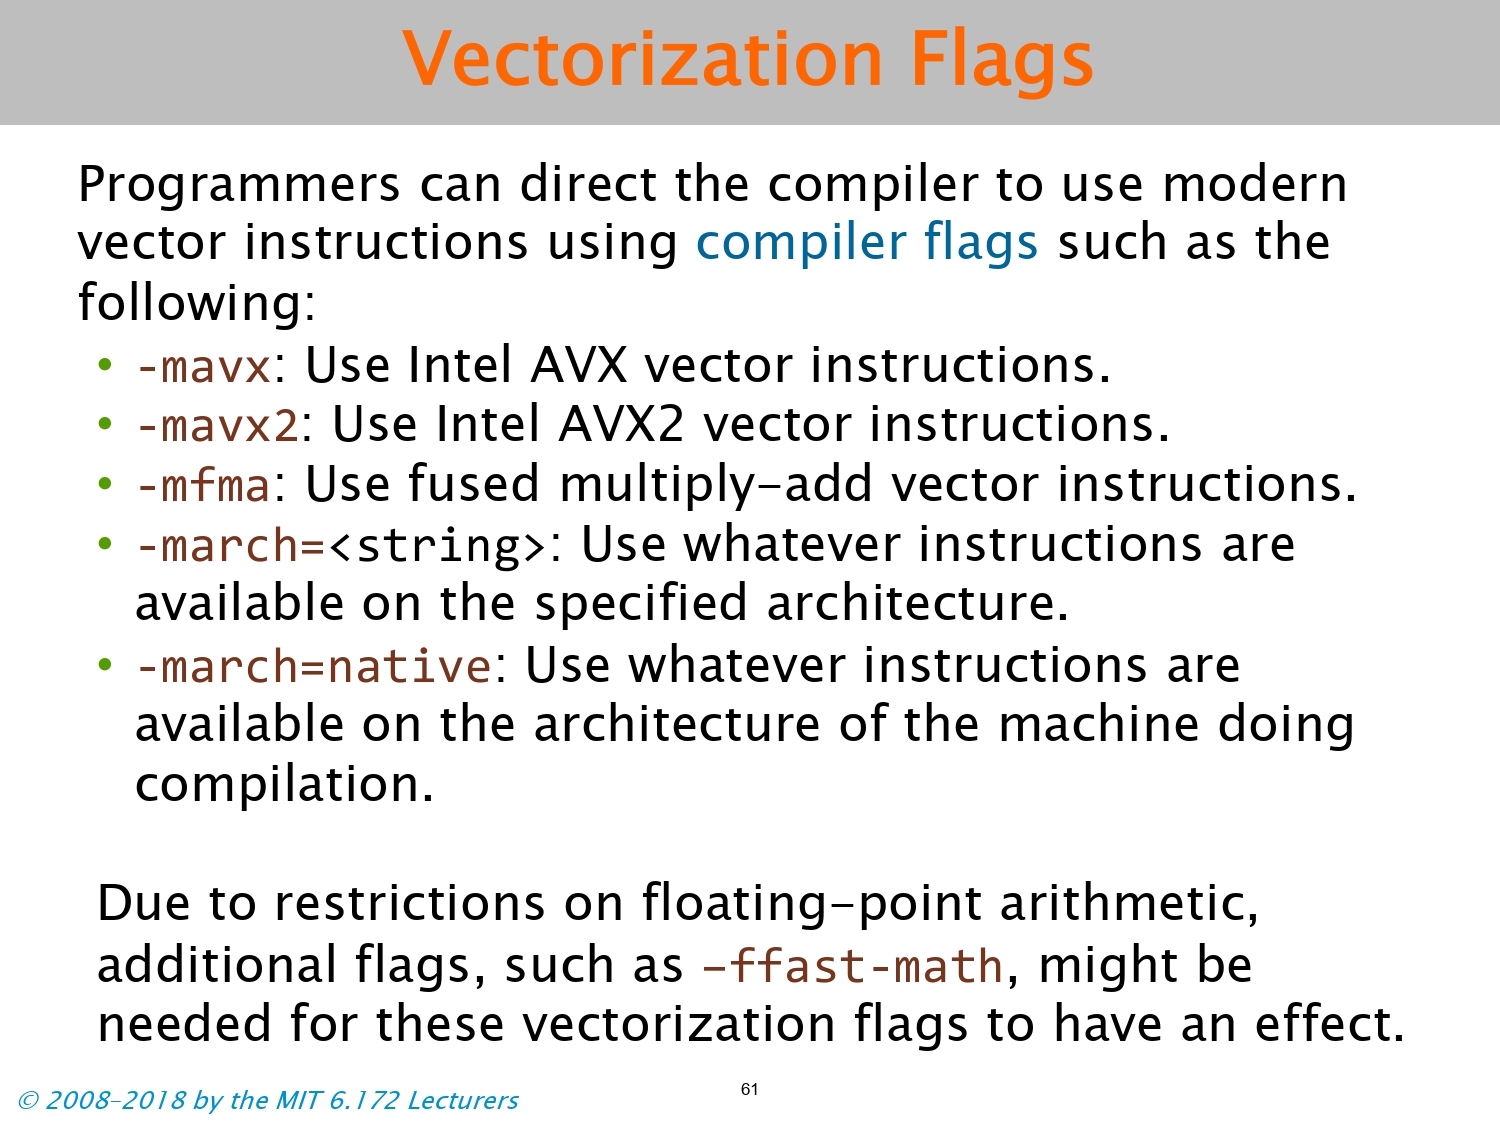 Vectorization Flags
Programmers can direct the compiler to use modern
vector instructions using compiler flags such as the
following:
• -mavx: Use Intel AVX vector instructions.
• -mavx2: Use Intel AVX2 vector instructions.
• -mfma: Use fused multiply–add vector instructions.
• -march=<string>: Use whatever instructions are
available on the specified architecture.
• -march=native: Use whatever instructions are
available on the architecture of the machine doing
compilation.
Due to restrictions on floating–point arithmetic,
additional flags, such as –ffast-math, might be
needed for these vectorization flags to have an effect.
© 2008–2018 by the MIT 6.172 Lecturers
61